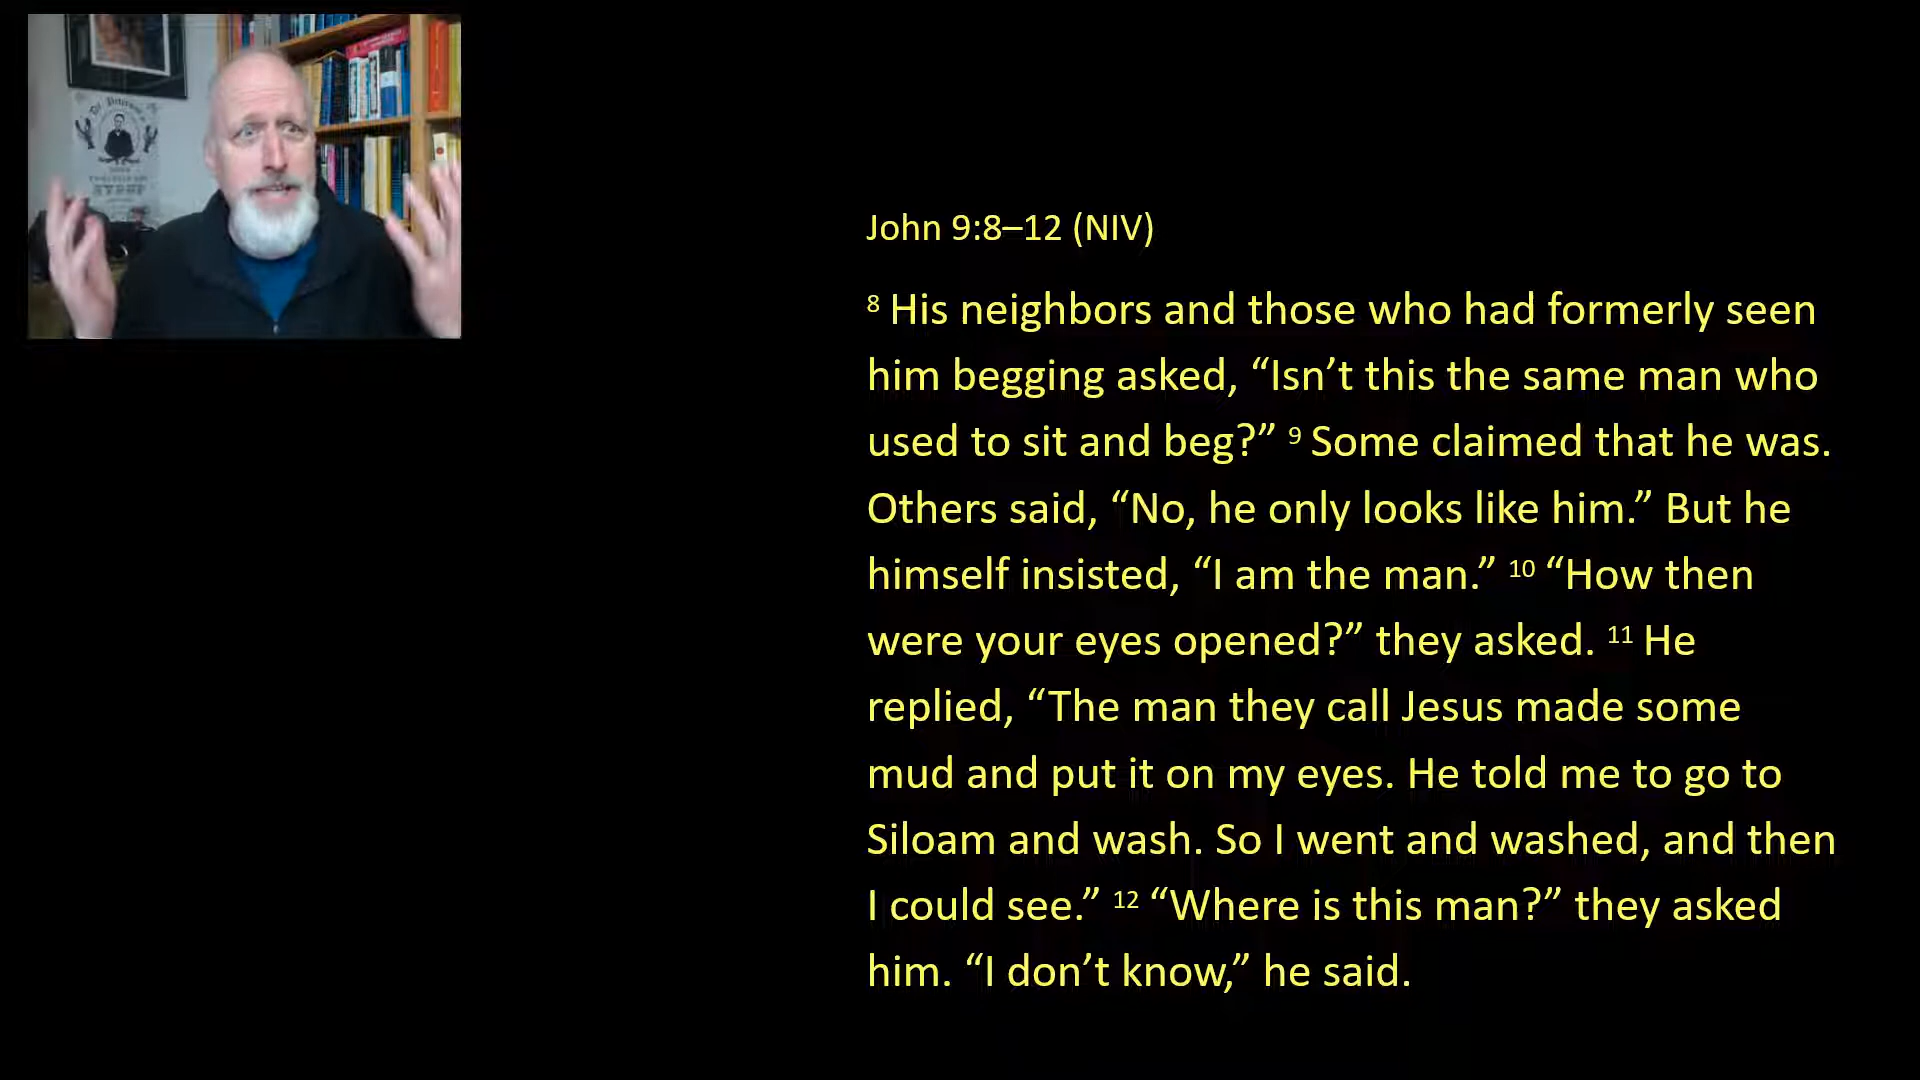 Dr. Peterson's
John 9:8–12 (NIV)
8 His neighbors and those who had formerly seen
him begging asked, “Isn’t this the same man who
used to sit and beg?” 9 Some claimed that he was.
Others said, “No, he only looks like him.” But he
himself insisted, “I am the man.” 10 “How then
were your eyes opened?” they asked. 11 He
replied, “The man they call Jesus made some
mud and put it on my eyes. He told me to go to
Siloam and wash. So I went and washed, and then
I could see.” 12 “Where is this man?” they asked
him. “I don’t know,” he said.